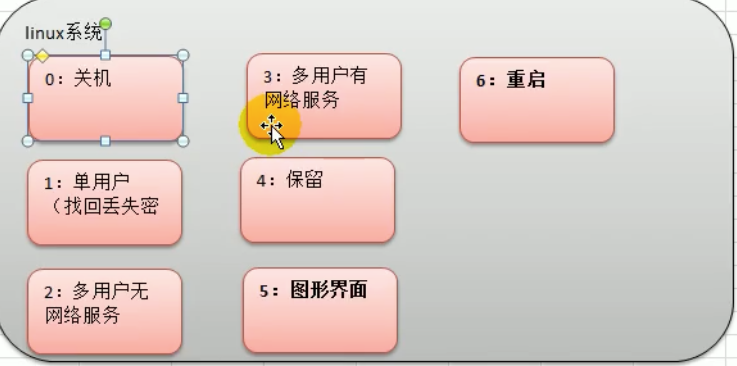 linux系统
0：关机
1：单用户
（找回丢失密
2：多用户无
网络服务
3：多用户有
网络服务
4：保留
5：图形界面
6：重启